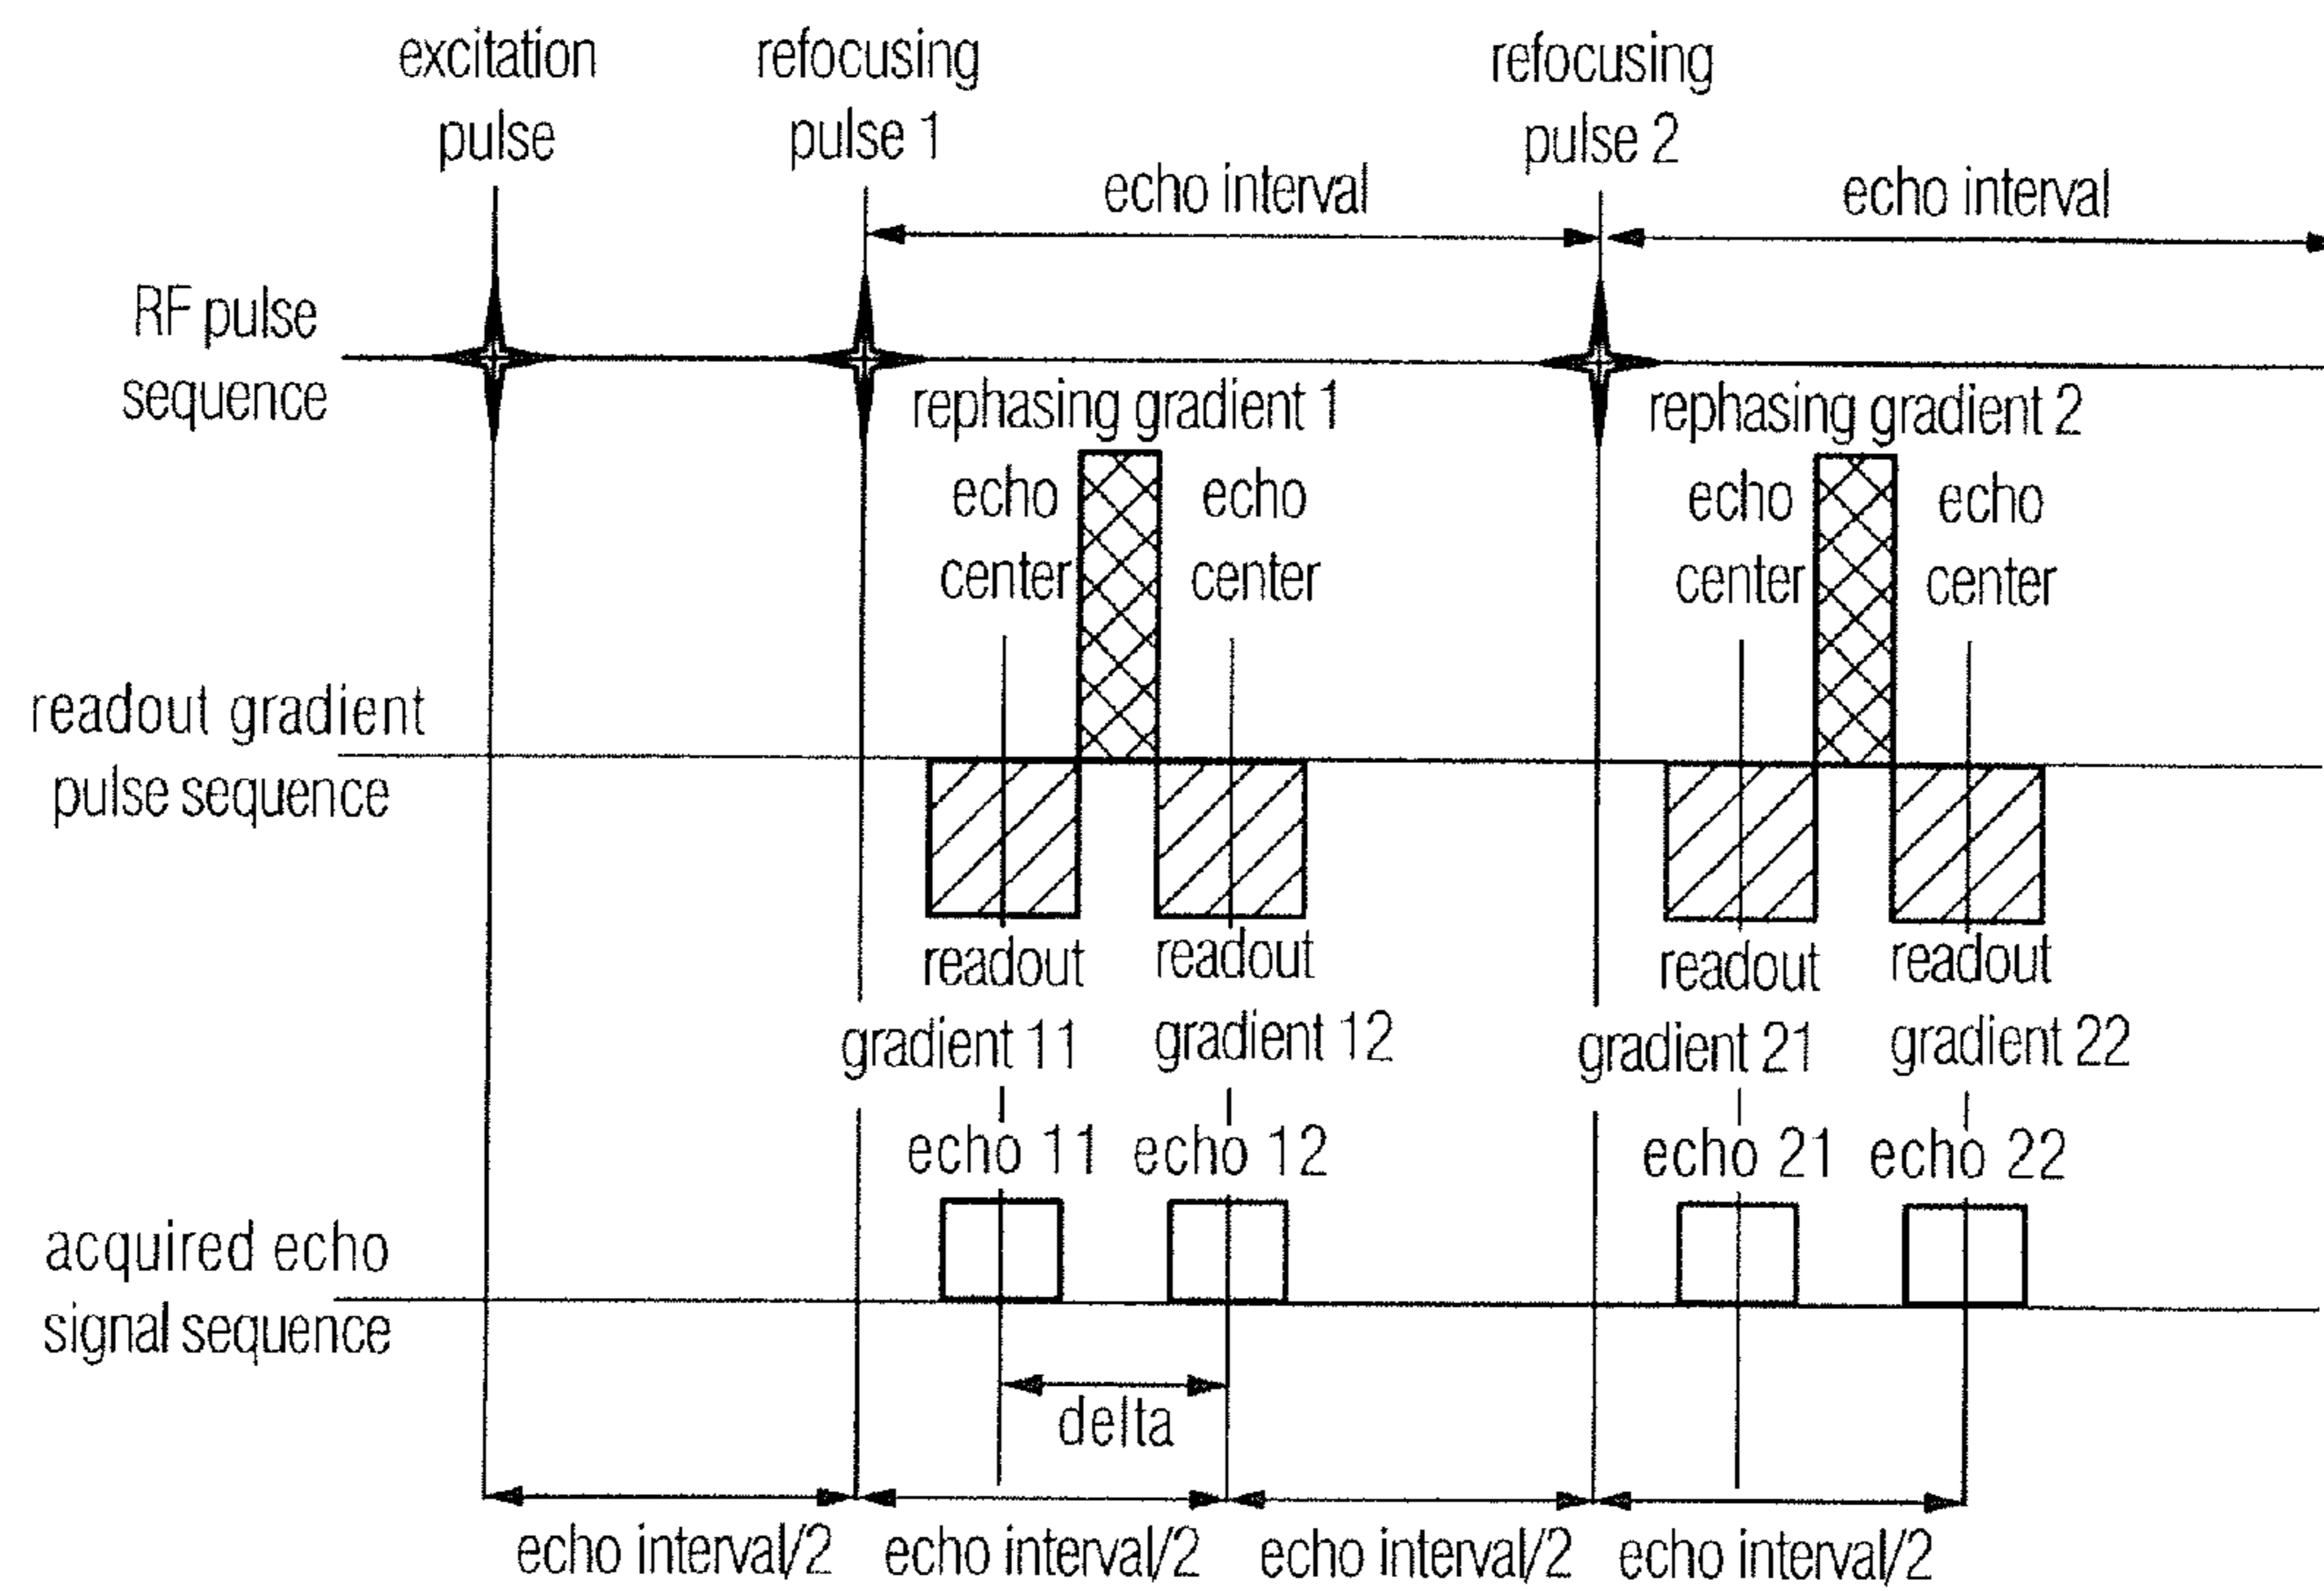 excitation
pulse
refocusing
pulse 1
refocusing
pulse 2
echo interval
echo interval
RF pulse
sequence
rephasing gradient 1
rephasing gradient 2
echo
center
echo
center
echo
center
echo
center
readout gradient
pulse sequence
readout
gradient 11
readout
gradient 12
readout
gradient 21
readout
gradient 22
echo 11
echo 12
echo 21
echo 22
acquired echo
signal sequence
delta
echo interval/2
echo interval/2
echo interval/2
echo interval/2